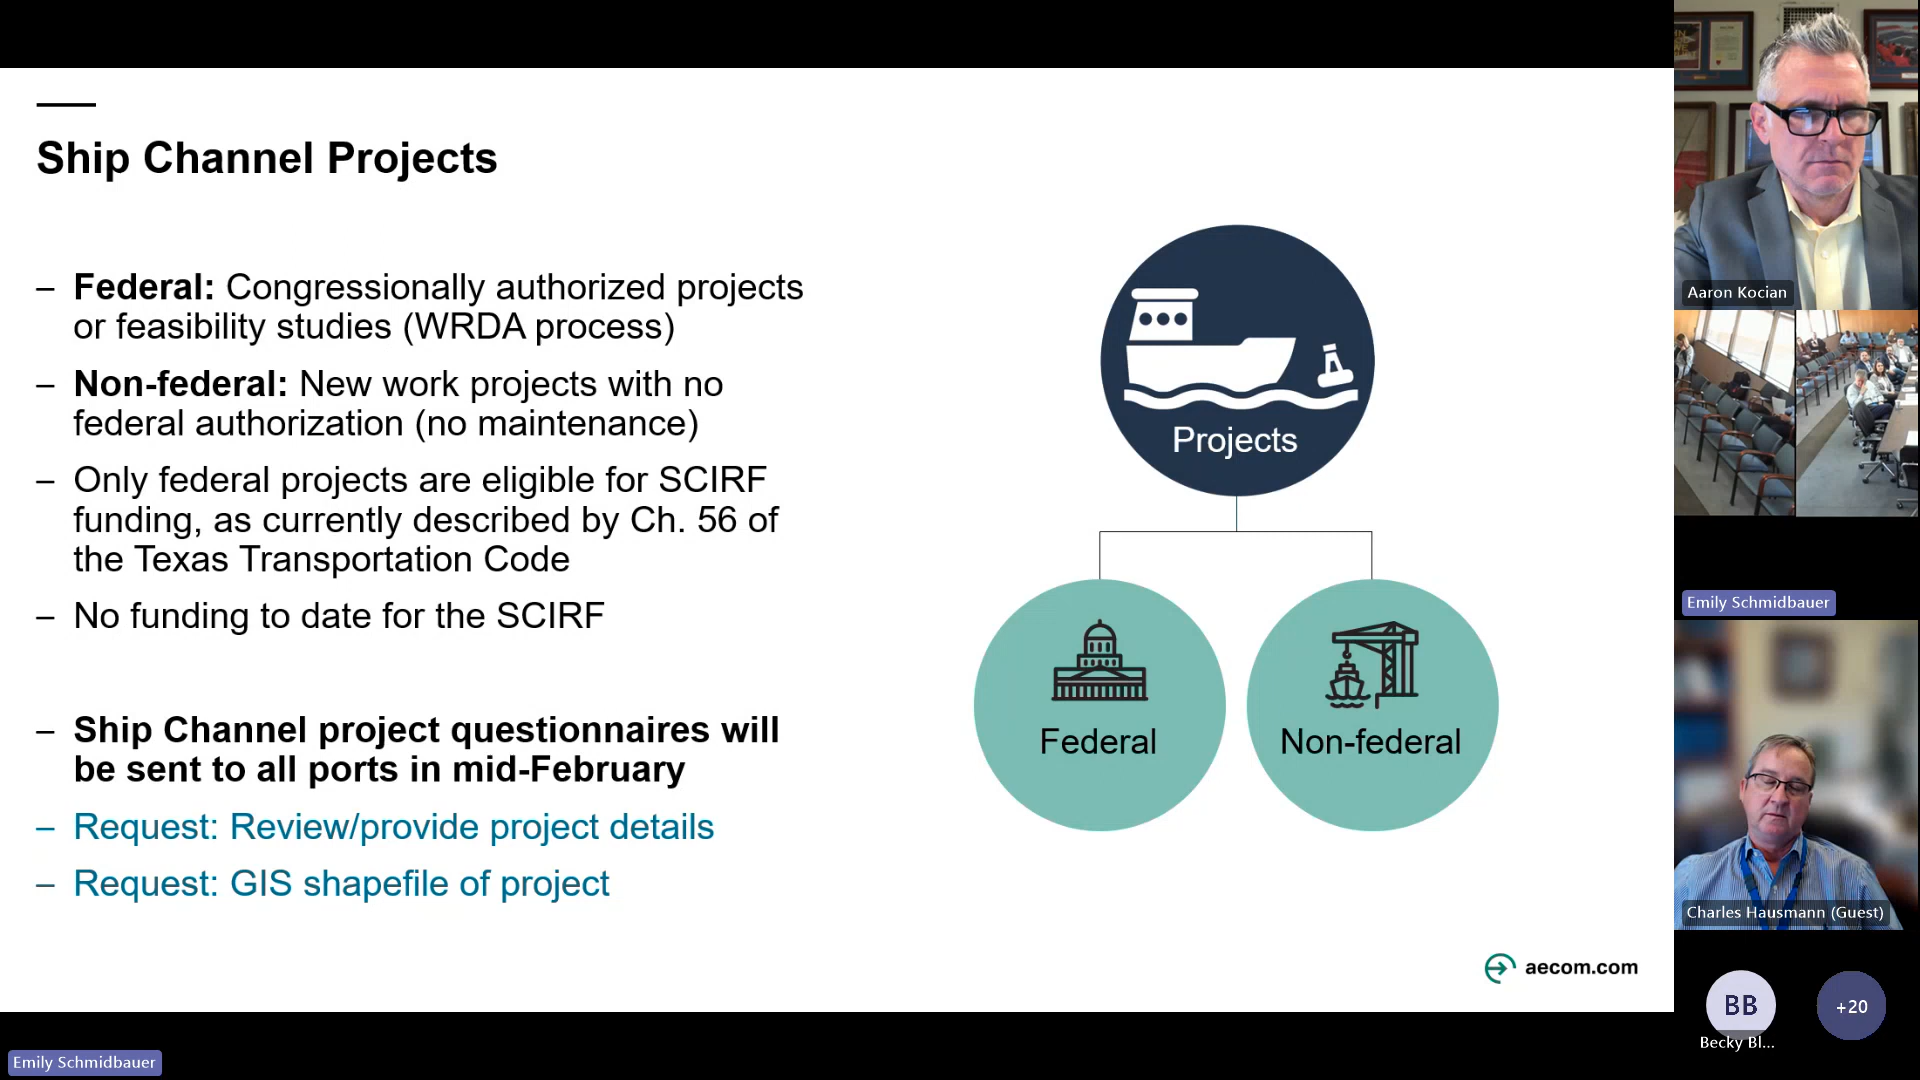 Ship Channel Projects
– Federal: Congressionally authorized projects
or feasibility studies (WRDA process)
– Non-federal: New work projects with no
federal authorization (no maintenance)
– Only federal projects are eligible for SCIRF
funding, as currently described by Ch. 56 of
the Texas Transportation Code
– No funding to date for the SCIRF
– Ship Channel project questionnaires will
be sent to all ports in mid-February
– Request: Review/provide project details
– Request: GIS shapefile of project
Projects
Federal
Non-federal
aecom.com
Aaron Kocian
Emily Schmidbauer
Charles Hausmann (Guest)
BB
Becky Bl...
+20
Emily Schmidbauer